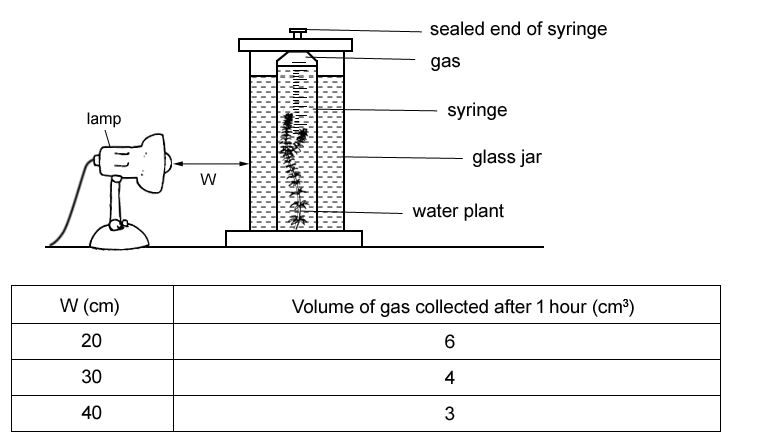 sealed end of syringe
gas
syringe
lamp
glass jar
W
water plant
W (cm) Volume of gas collected after 1 hour (cm³)
20 6
30 4
40 3